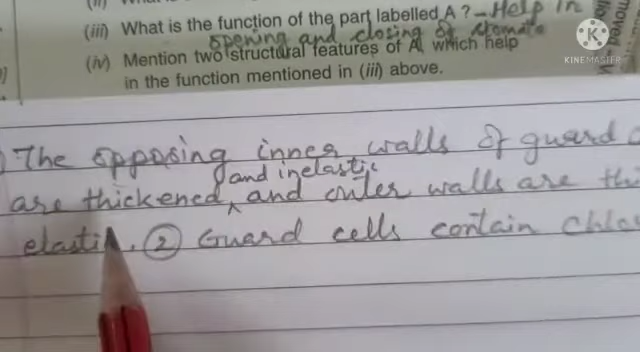 (iii) What is the function of the part labelled A ? - Help in
opening and closing of stomata
(iv) Mention two structural features of A, which help
in the function mentioned in (iii) above.
KINEMASTER
The opposing inner walls of guard
and inelastic
are thickened ^ and outer walls are
elastic. ② Guard cells contain